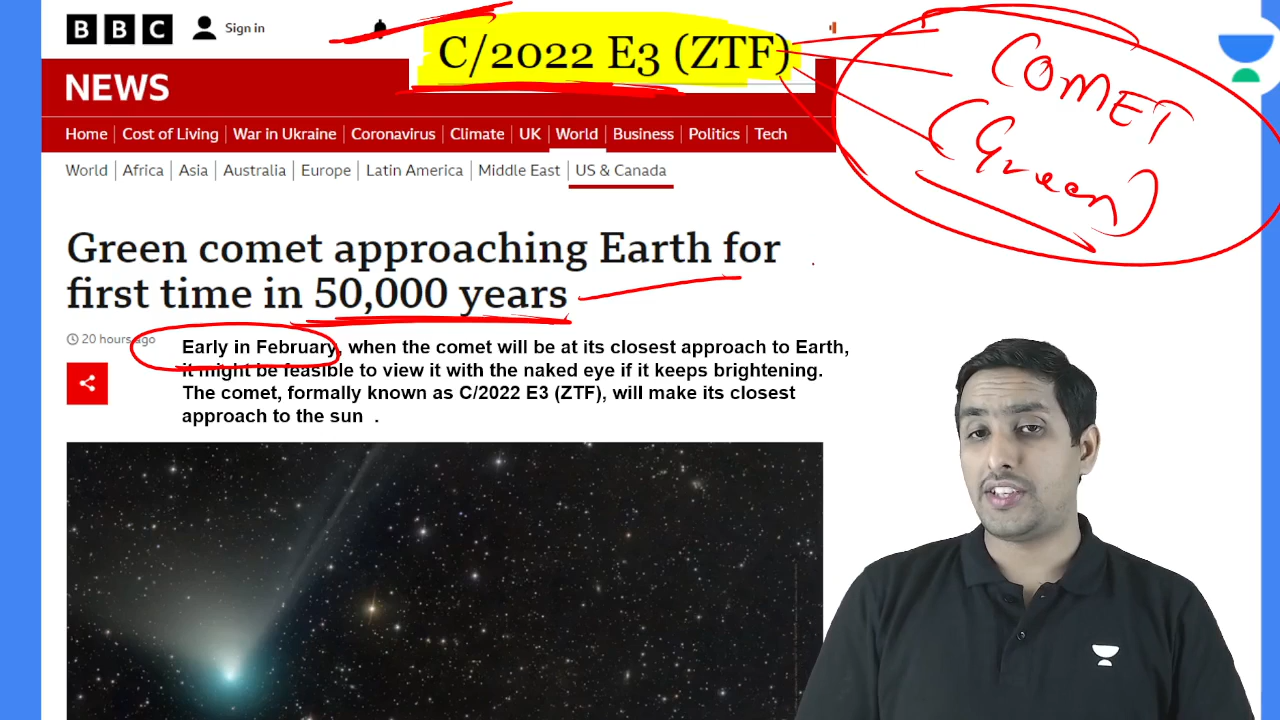 BBC
Sign in
C/2022 E3 (ZTF)
COMET
(Green)
NEWS
Home Cost of Living War in Ukraine Coronavirus Climate UK World Business Politics Tech
World Africa Asia Australia Europe Latin America Middle East US & Canada
Green comet approaching Earth for
first time in 50,000 years
20 hours ago
Early in February, when the comet will be at its closest approach to Earth,
it might be feasible to view it with the naked eye if it keeps brightening.
The comet, formally known as C/2022 E3 (ZTF), will make its closest
approach to the sun .